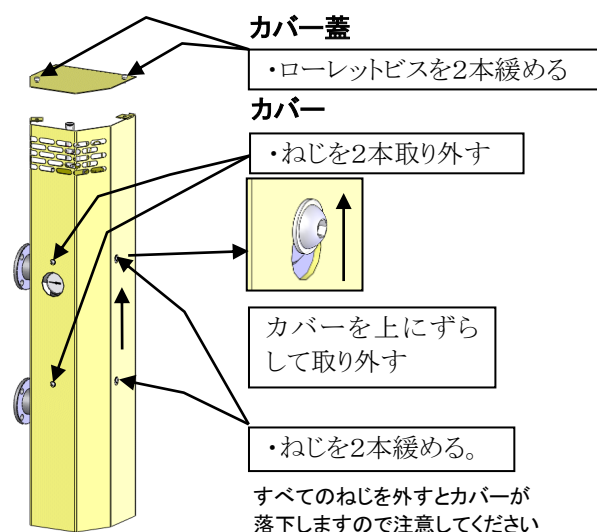 カバー蓋
・ローレットビスを2本緩める
カバー
・ねじを2本取り外す
カバーを上にずら
して取り外す
・ねじを2本緩める。
すべてのねじを外すとカバーが
落下しますので注意してください